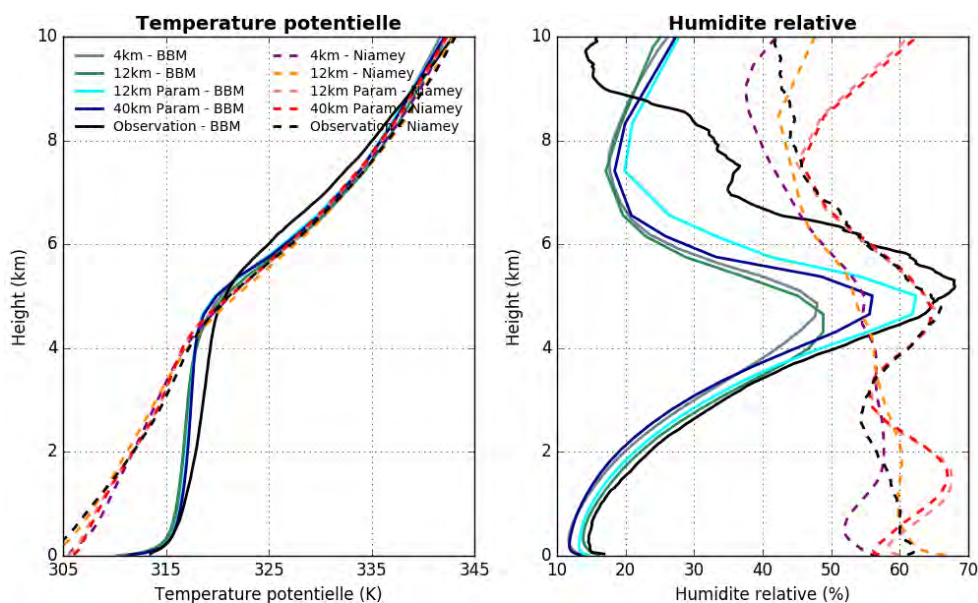 Temperature potentielle
10
8
6
4
2
0
Height (km)
4km - BBM
12km - BBM
12km Param - BBM
40km Param - BBM
Observation - BBM
4km - Niamey
12km - Niamey
12km Param - Niamey
40km Param - Niamey
Observation - Niamey
305
315
325
335
345
Temperature potentielle (K)
Humidite relative
10
8
6
4
2
0
Height (km)
10
20
30
40
50
60
70
Humidite relative (%)